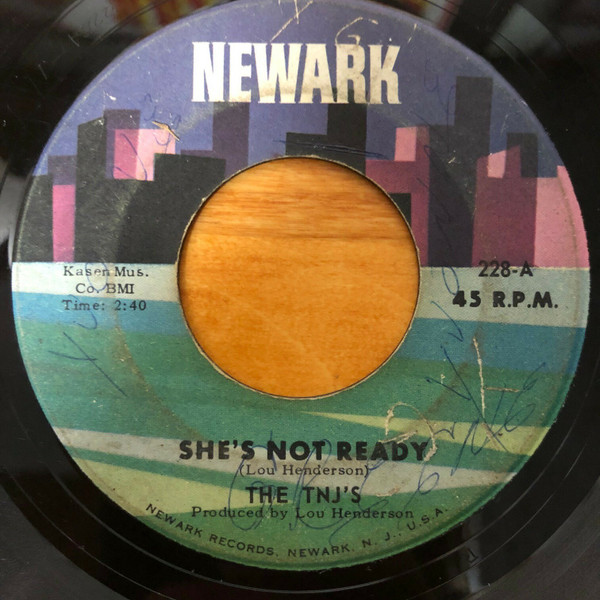 NEWARK
Kasen Mus.
Co. BMI
Time: 2:40
228-A
45 R.P.M.
SHE'S NOT READY
(Lou Henderson)
THE TNJ'S
Produced by Lou Henderson
NEWARK RECORDS, NEWARK, N. J., U.S.A.